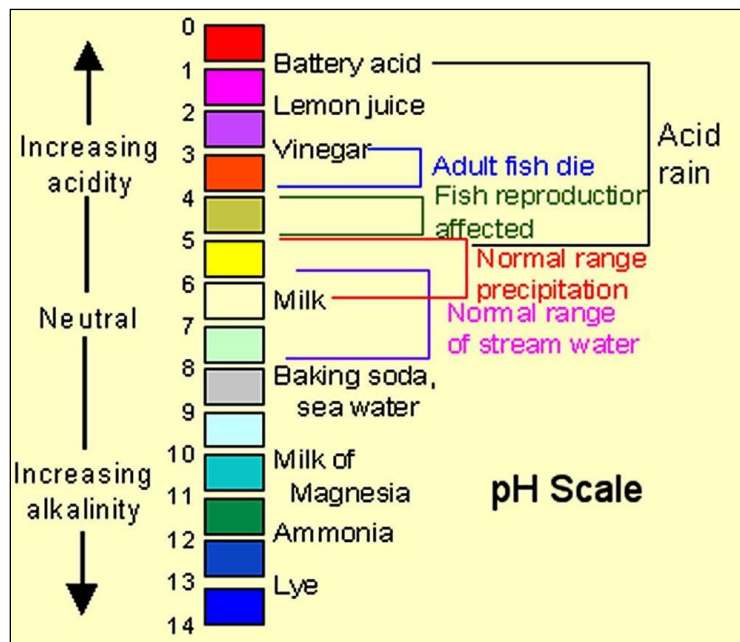 0
1
2
3
4
5
6
7
8
9
10
11
12
13
14
Increasing
acidity
Neutral
Increasing
alkalinity
Battery acid
Lemon juice
Vinegar
Milk
Baking soda,
sea water
Milk of
Magnesia
Ammonia
Lye
Adult fish die
Fish reproduction
affected
Normal range
precipitation
Normal range
of stream water
Acid
rain
pH Scale